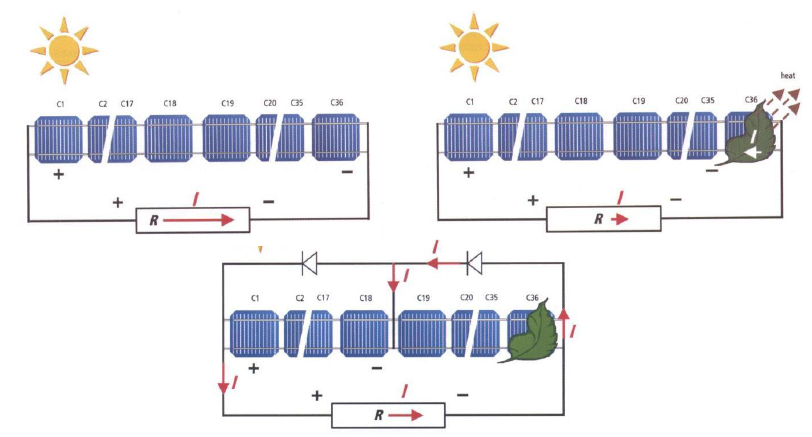 C1 C2 C17 C18 C19 C20 C35 C36
+ −
+ I −
R
heat
C1 C2 C17 C18 C19 C20 C35 C36
+ −
+ I −
R
I I
I
C1 C2 C17 C18 C19 C20 C35 C36
I
+ −
I
+ I −
R